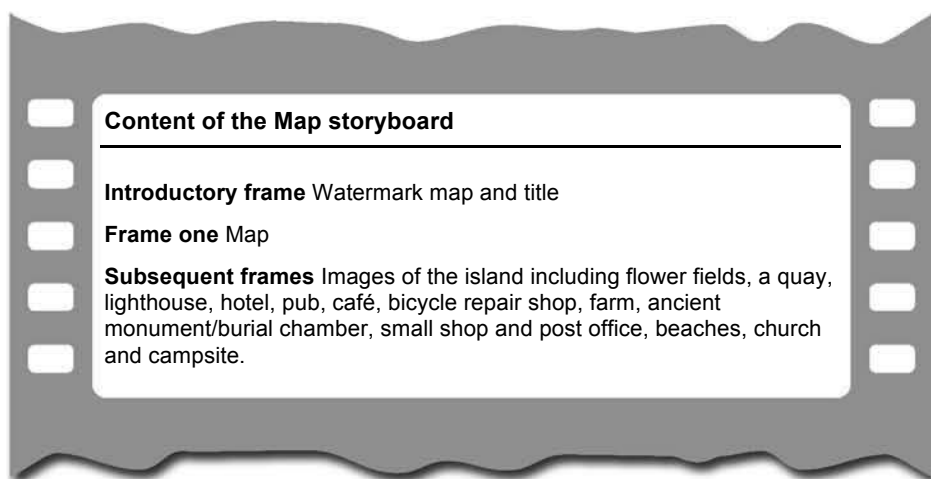 Content of the Map storyboard
Introductory frame Watermark map and title
Frame one Map
Subsequent frames Images of the island including flower fields, a quay,
lighthouse, hotel, pub, café, bicycle repair shop, farm, ancient
monument/burial chamber, small shop and post office, beaches, church
and campsite.